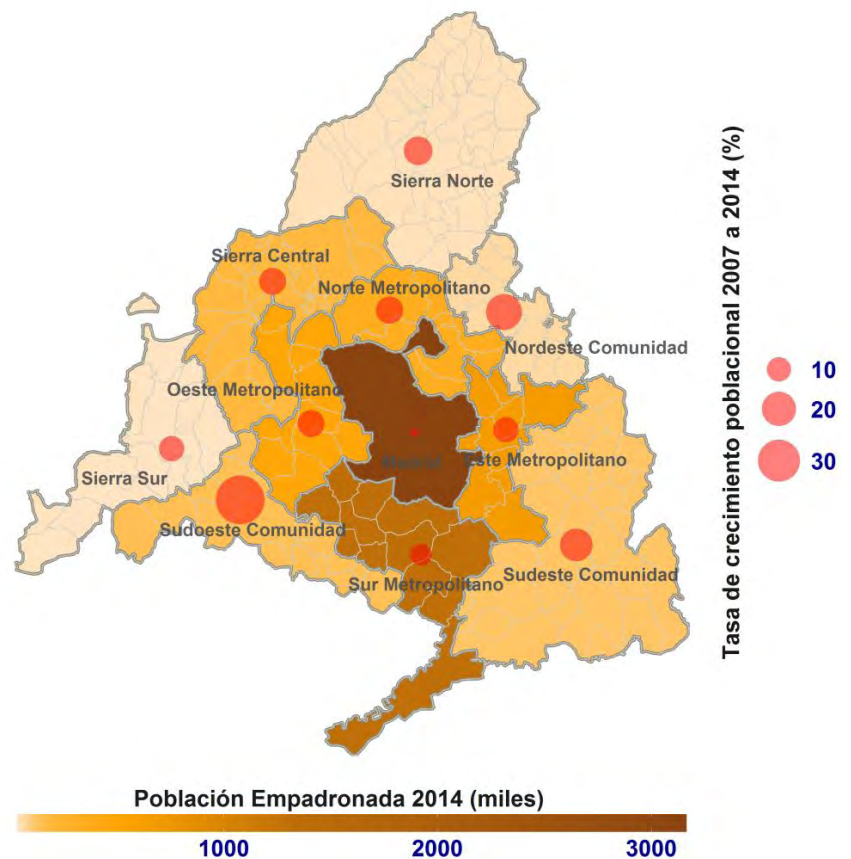 Sierra Norte
Sierra Central
Norte Metropolitano
Nordeste Comunidad
Oeste Metropolitano
Madrid
Este Metropolitano
Sierra Sur
Sudoeste Comunidad
Sur Metropolitano
Sudeste Comunidad
Tasa de crecimiento poblacional 2007 a 2014 (%)
10
20
30
Población Empadronada 2014 (miles)
1000
2000
3000